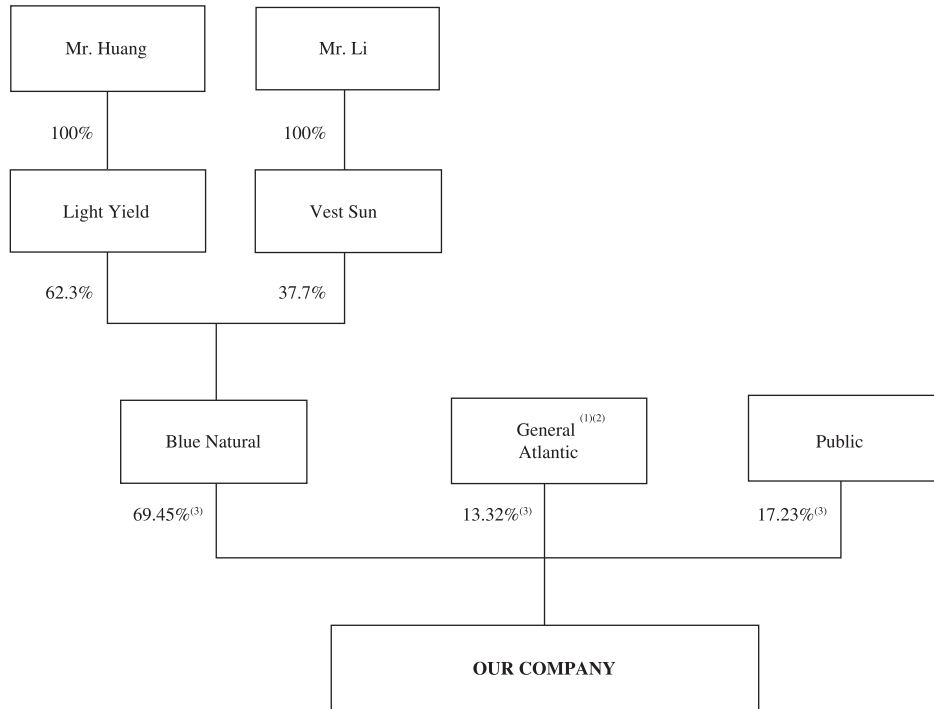 Mr. Huang
Mr. Li
100%
100%
Light Yield
Vest Sun
62.3%
37.7%
Blue Natural
General (1)(2)
Atlantic
Public
69.45%(3)
13.32%(3)
17.23%(3)
OUR COMPANY